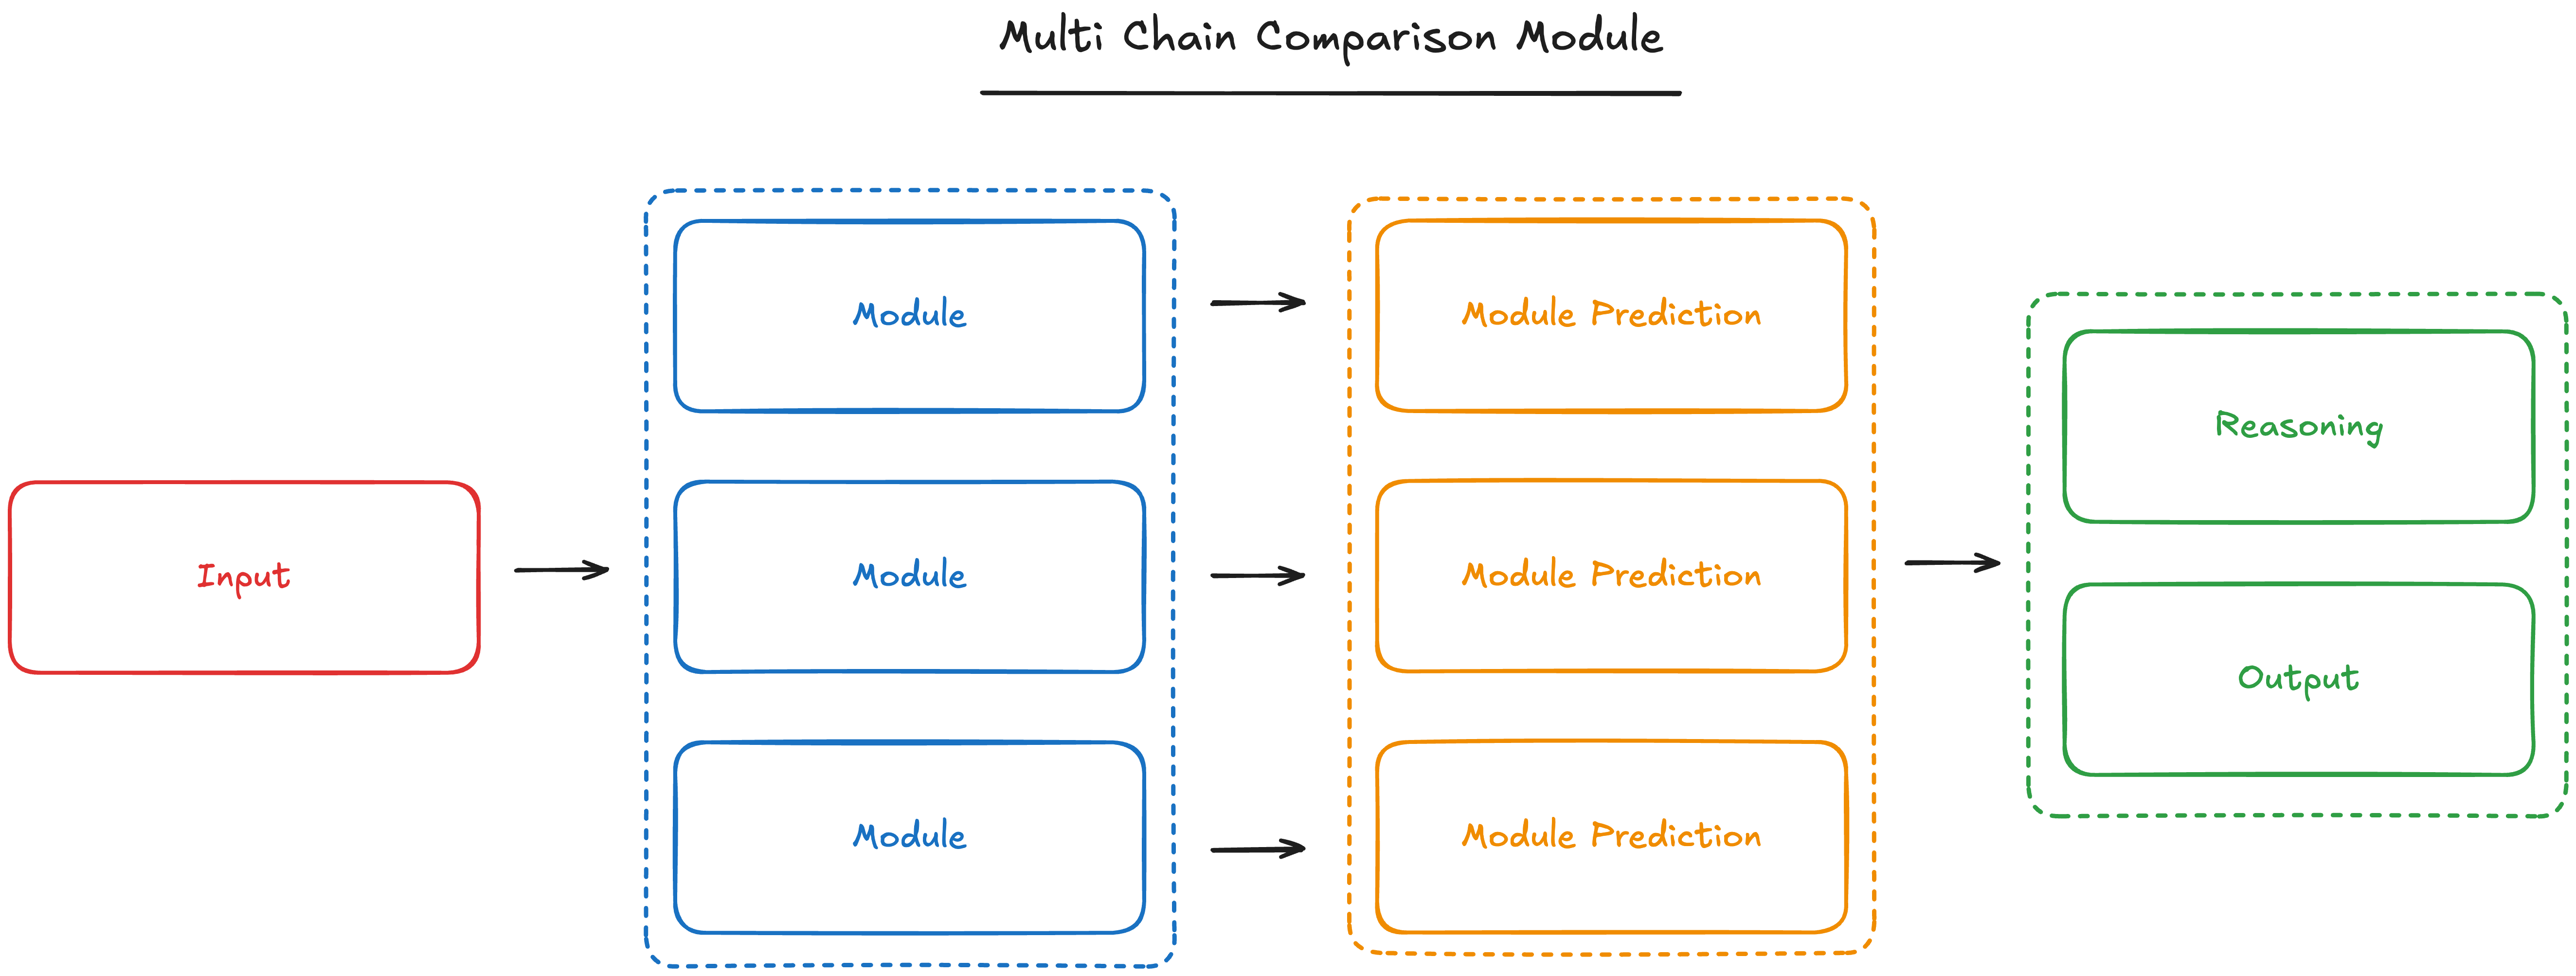 Multi Chain Comparison Module
Module
Module Prediction
Reasoning
Input
Module
Module Prediction
Output
Module
Module Prediction